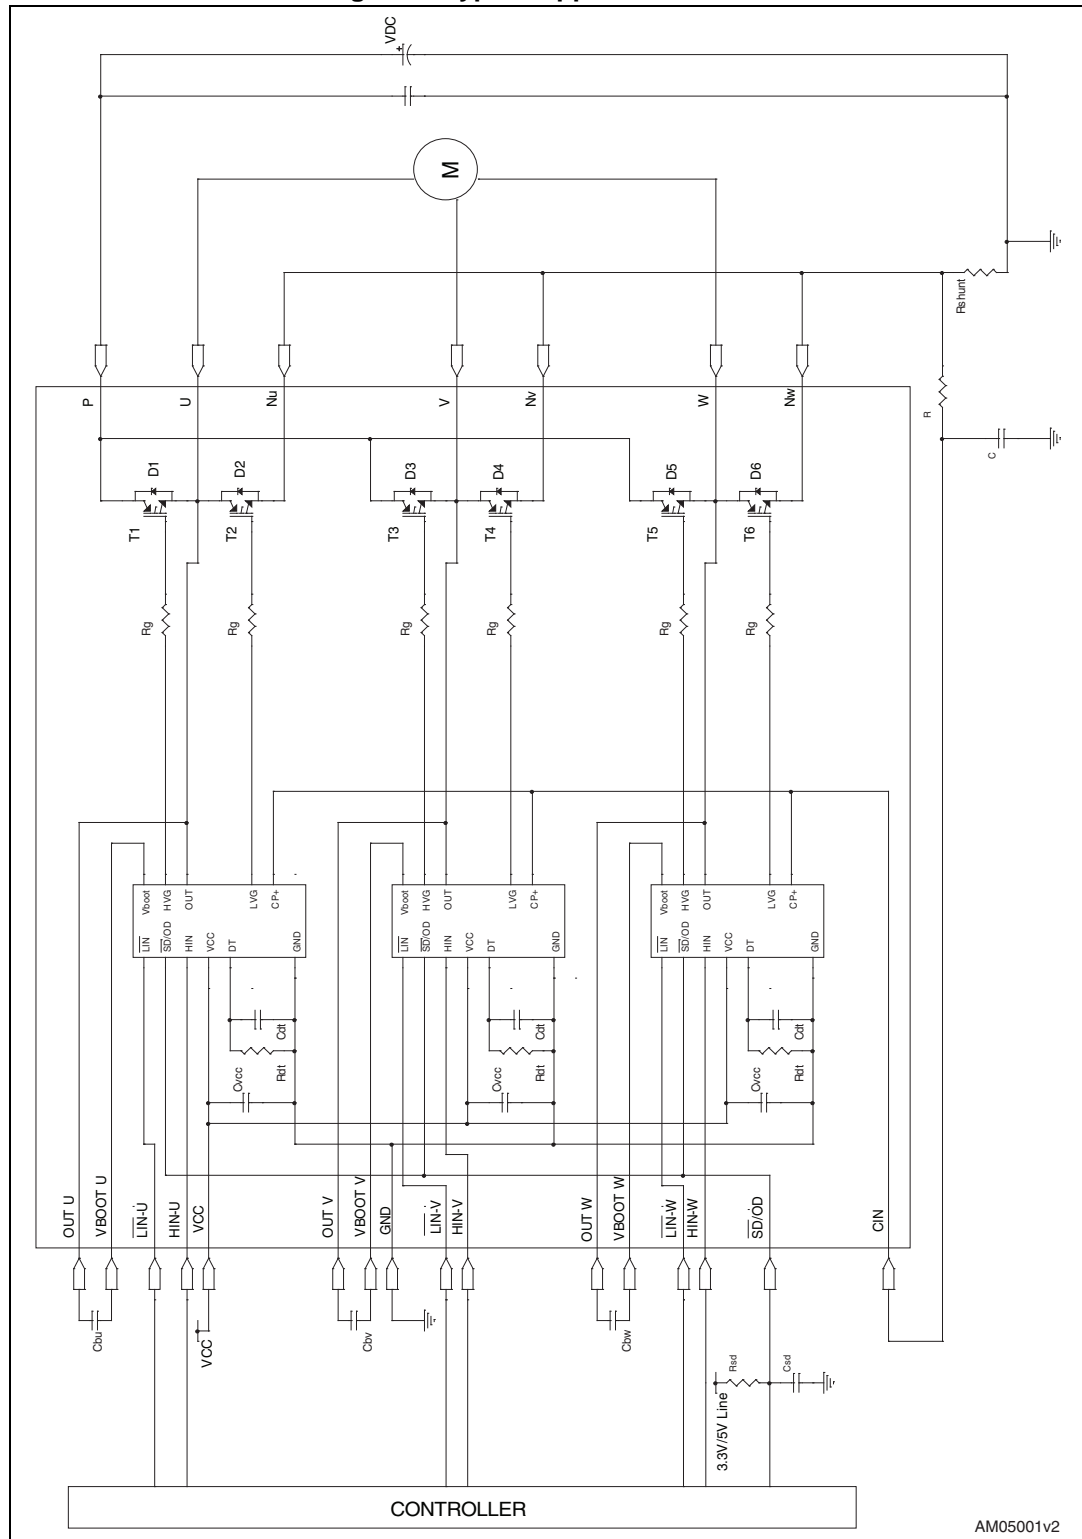 VDC
M
Rshunt
P
U
Nu
V
Nv
W
Nw
R
C
D1
D2
D3
D4
D5
D6
T1
T2
T3
T4
T5
T6
Rg
Rg
Rg
Rg
Rg
Rg
Vboot
HVG
OUT
LVG
CP+
LIN
SD/OD
HIN
VCC
DT
GND
Vboot
HVG
OUT
LVG
CP+
LIN
SD/OD
HIN
VCC
DT
GND
Vboot
HVG
OUT
LVG
CP+
LIN
SD/OD
HIN
VCC
DT
GND
Cdt
Cdt
Cdt
Cvcc
Rdt
Cvcc
Rdt
Cvcc
Rdt
OUT U
VBOOT U
LIN-U
HIN-U
VCC
OUT V
VBOOT V
GND
LIN-V
HIN-V
OUT W
VBOOT W
LIN-W
HIN-W
SD/OD
CIN
Cbu
VCC
Cbv
Cbw
Rsd
Csd
3.3V/5V Line
CONTROLLER
AM05001v2